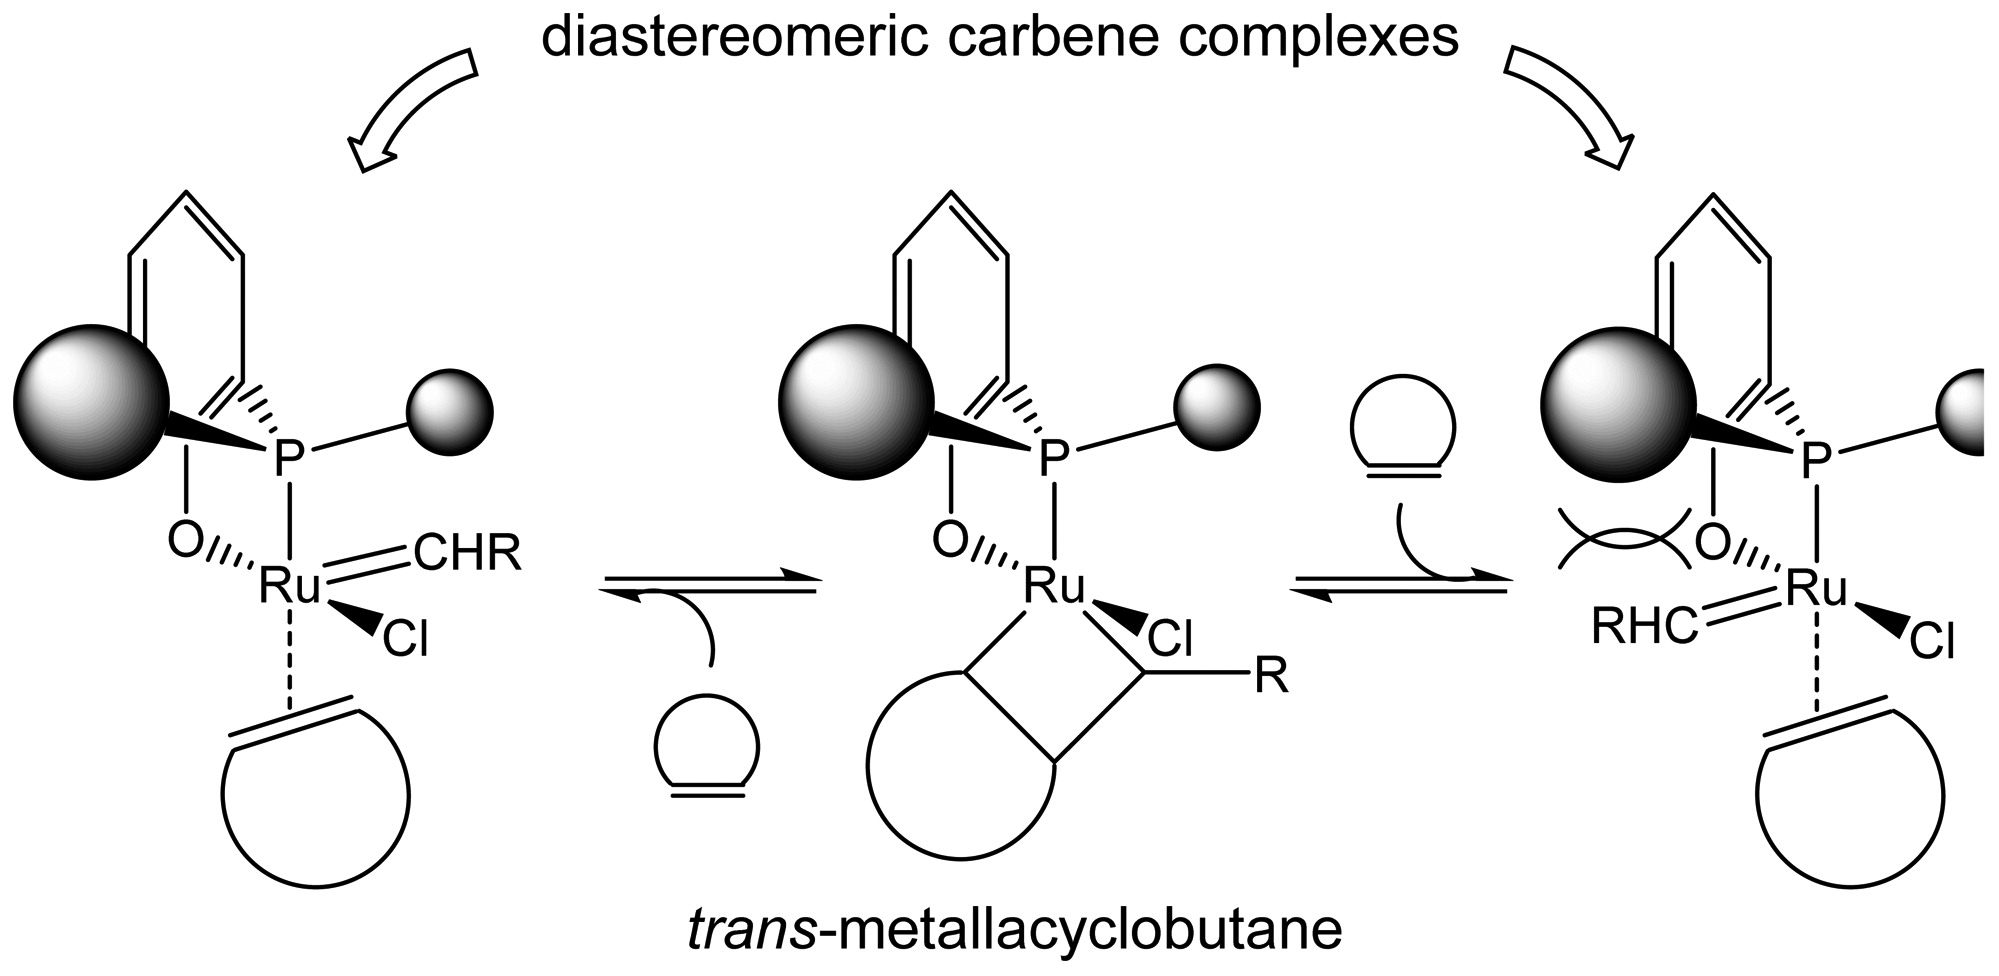 diastereomeric carbene complexes
P
O
Ru
CHR
Cl
P
O
Ru
Cl
R
P
O
Ru
RHC
Cl
trans-metallacyclobutane